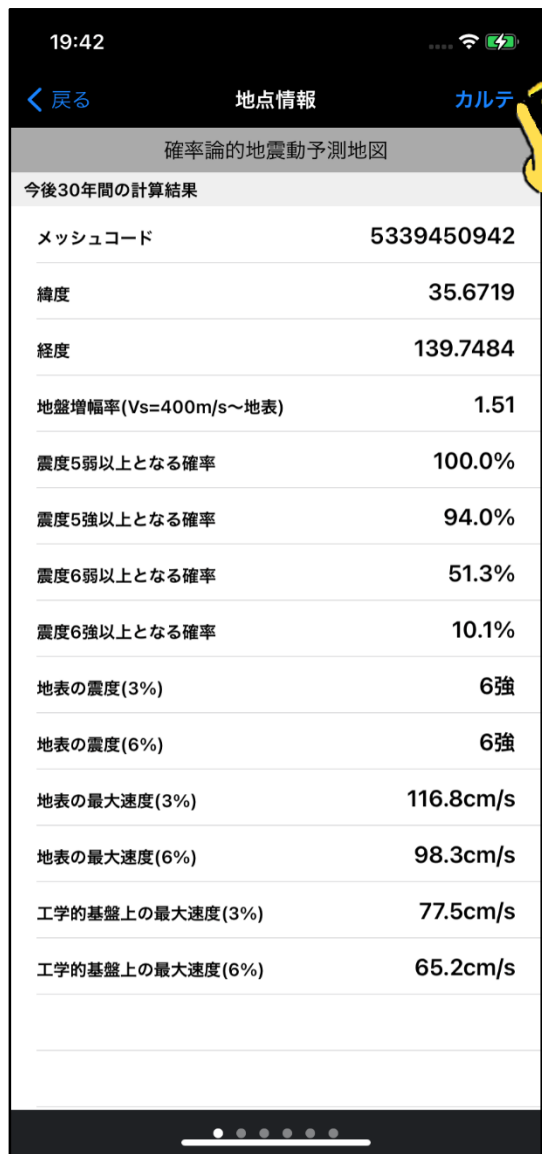 19:42
戻る 地点情報 カルテ
確率論的地震動予測地図
今後30年間の計算結果
メッシュコード 5339450942
緯度 35.6719
経度 139.7484
地盤増幅率(Vs=400m/s～地表) 1.51
震度5弱以上となる確率 100.0%
震度5強以上となる確率 94.0%
震度6弱以上となる確率 51.3%
震度6強以上となる確率 10.1%
地表の震度(3%) 6強
地表の震度(6%) 6強
地表の最大速度(3%) 116.8cm/s
地表の最大速度(6%) 98.3cm/s
工学的基盤上の最大速度(3%) 77.5cm/s
工学的基盤上の最大速度(6%) 65.2cm/s